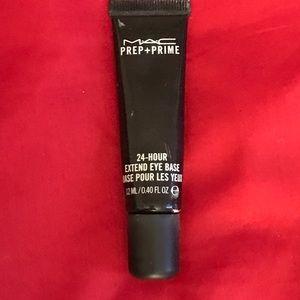 MAC
PREP+PRIME
24-HOUR
EXTEND EYE BASE
BASE POUR LES YEUX
12 ML / 0.40 FL OZ